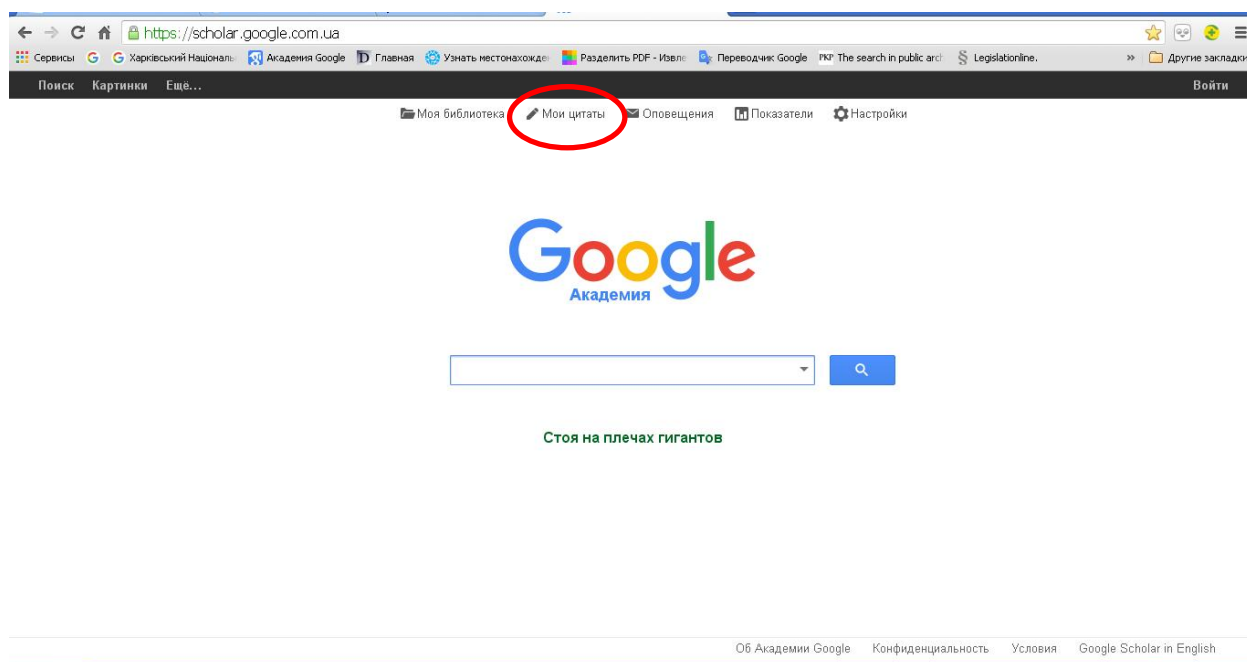 https://scholar.google.com.ua
Сервисы Харківський Національ Академия Google Главная Узнать местонахожде Разделить PDF - Извле Переводчик Google PKP The search in public arch Legislationline. » Другие закладки
Поиск Картинки Ещё... Войти
Моя библиотека Мои цитаты Оповещения Показатели Настройки
Google
Академия
Стоя на плечах гигантов
Об Академии Google Конфиденциальность Условия Google Scholar in English